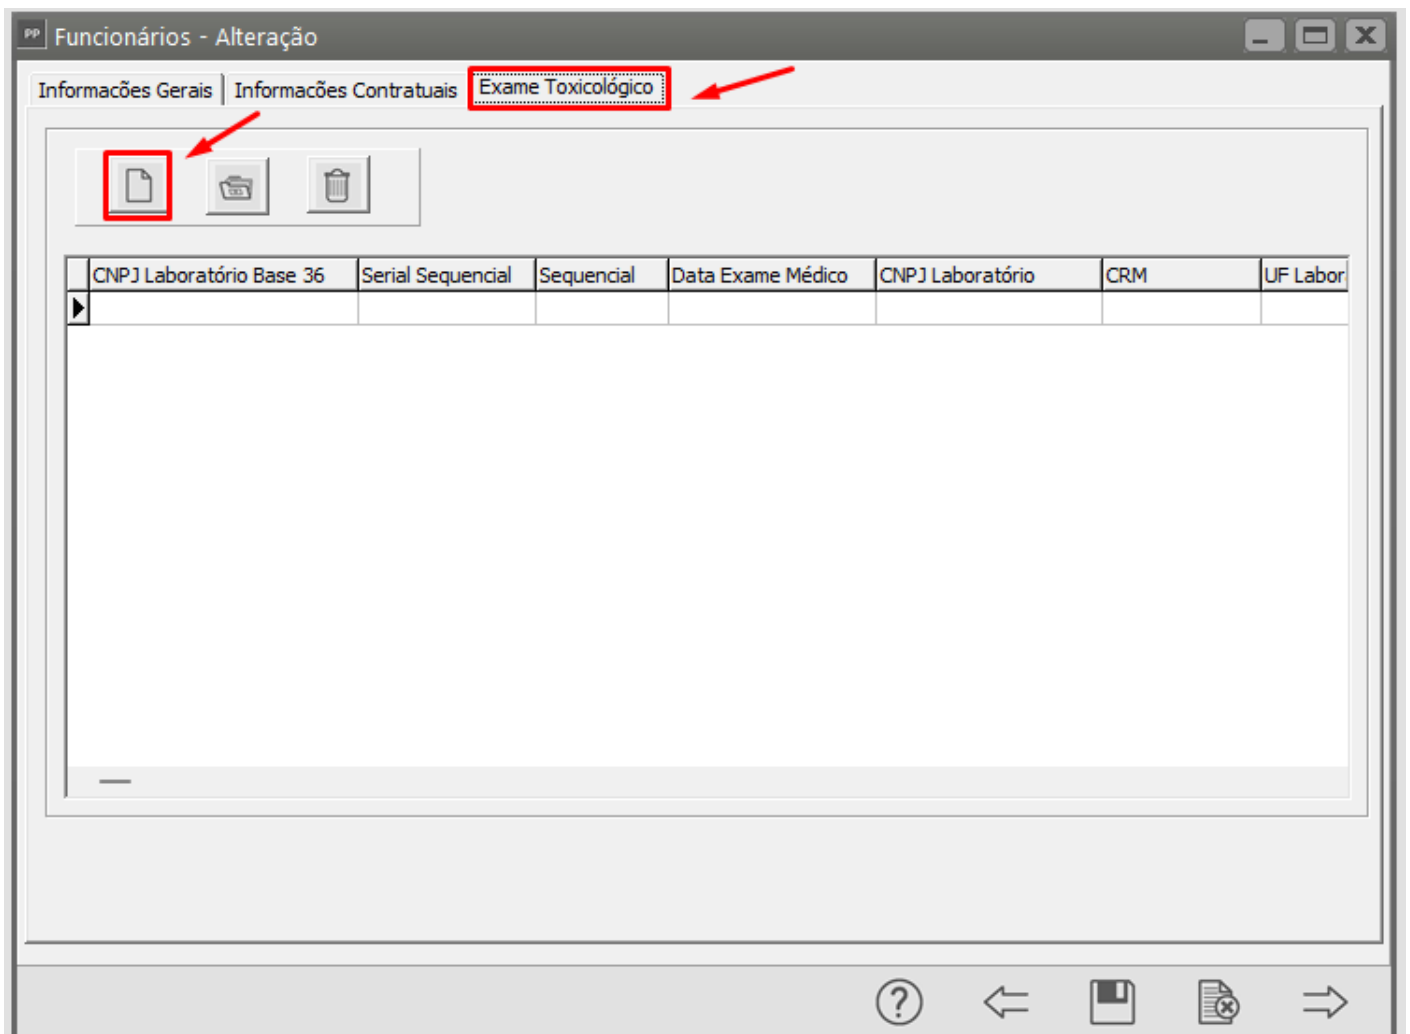 PP Funcionários - Alteração
Informacões Gerais Informacões Contratuais Exame Toxicológico
CNPJ Laboratório Base 36 Serial Sequencial Sequencial Data Exame Médico CNPJ Laboratório CRM UF Labor
?